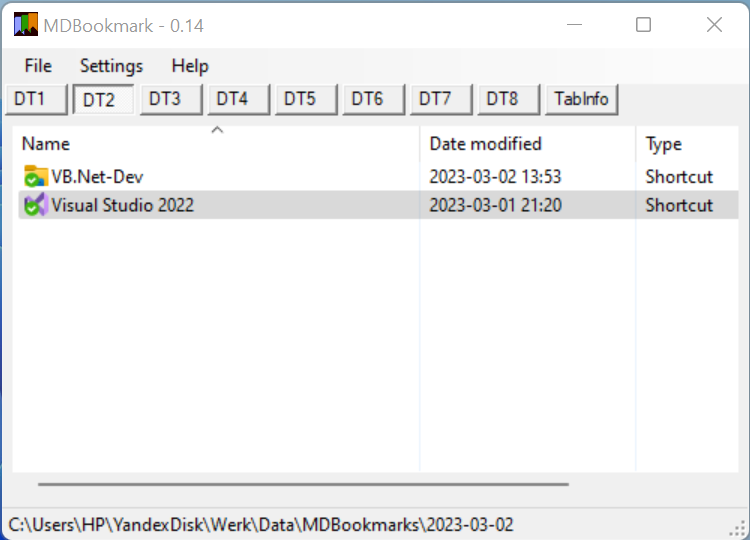 MDBookmark - 0.14
File Settings Help
DT1 DT2 DT3 DT4 DT5 DT6 DT7 DT8 TabInfo
Name Date modified Type
VB.Net-Dev 2023-03-02 13:53 Shortcut
Visual Studio 2022 2023-03-01 21:20 Shortcut
C:\Users\HP\YandexDisk\Werk\Data\MDBookmarks\2023-03-02